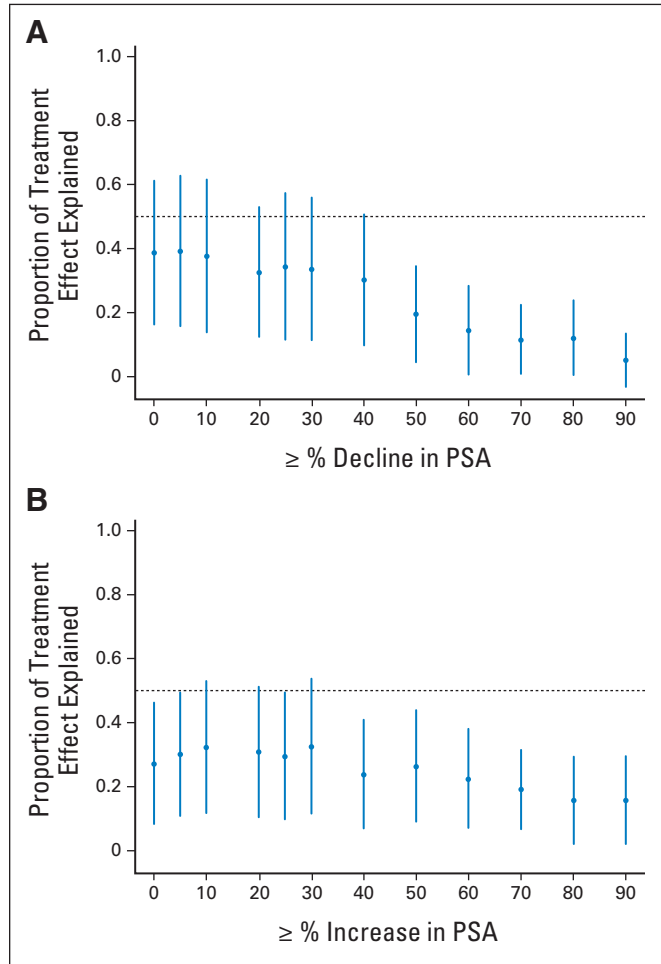 A
Proportion of Treatment
Effect Explained
1.0
0.8
0.6
0.4
0.2
0
0 10 20 30 40 50 60 70 80 90
≥ % Decline in PSA
B
Proportion of Treatment
Effect Explained
1.0
0.8
0.6
0.4
0.2
0
0 10 20 30 40 50 60 70 80 90
≥ % Increase in PSA